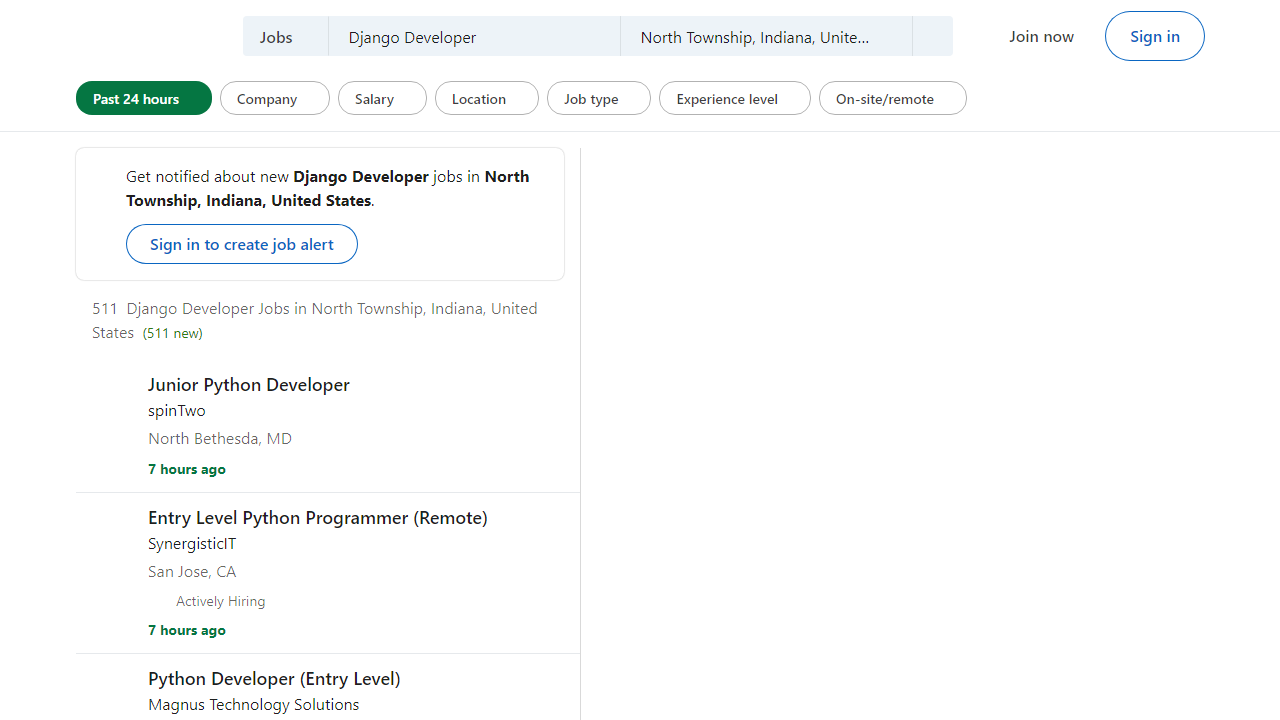 Jobs Django Developer North Township, Indiana, Unite... Join now Sign in
Past 24 hours Company Salary Location Job type Experience level On-site/remote
Get notified about new Django Developer jobs in North
Township, Indiana, United States.
Sign in to create job alert
511 Django Developer Jobs in North Township, Indiana, United
States (511 new)
Junior Python Developer
spinTwo
North Bethesda, MD
7 hours ago
Entry Level Python Programmer (Remote)
SynergisticIT
San Jose, CA
Actively Hiring
7 hours ago
Python Developer (Entry Level)
Magnus Technology Solutions